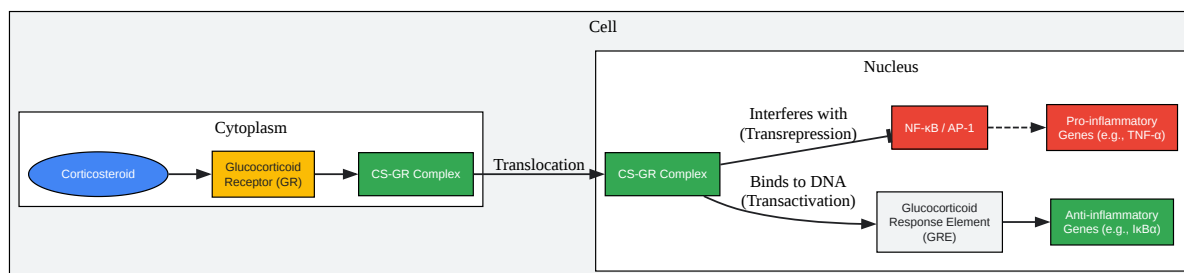 Cell
Nucleus
Cytoplasm
Corticosteroid
Glucocorticoid
Receptor (GR)
CS-GR Complex
Translocation
CS-GR Complex
Interferes with
(Transrepression)
NF-κB / AP-1
Pro-inflammatory
Genes (e.g., TNF-α)
Binds to DNA
(Transactivation)
Glucocorticoid
Response Element
(GRE)
Anti-inflammatory
Genes (e.g., IκBα)